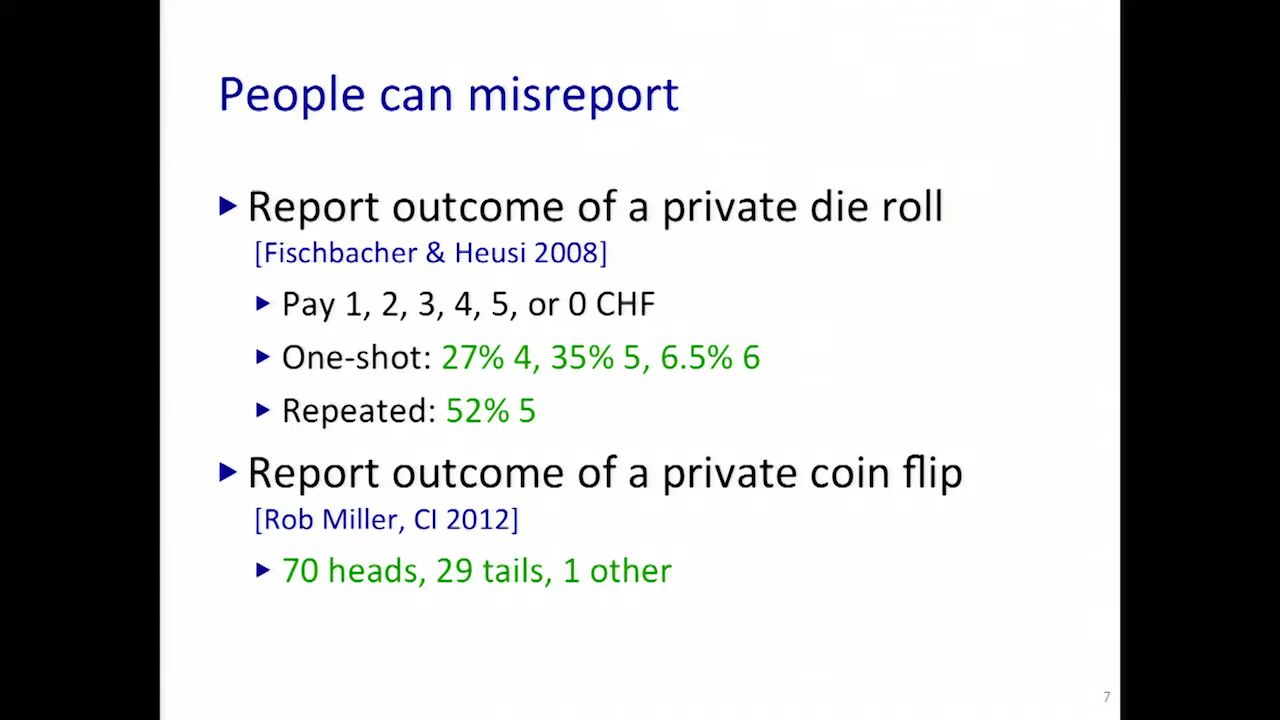 People can misreport
Report outcome of a private die roll
[Fischbacher & Heusi 2008]
Pay 1, 2, 3, 4, 5, or 0 CHF
One-shot: 27% 4, 35% 5, 6.5% 6
Repeated: 52% 5
Report outcome of a private coin flip
[Rob Miller, CI 2012]
70 heads, 29 tails, 1 other
7